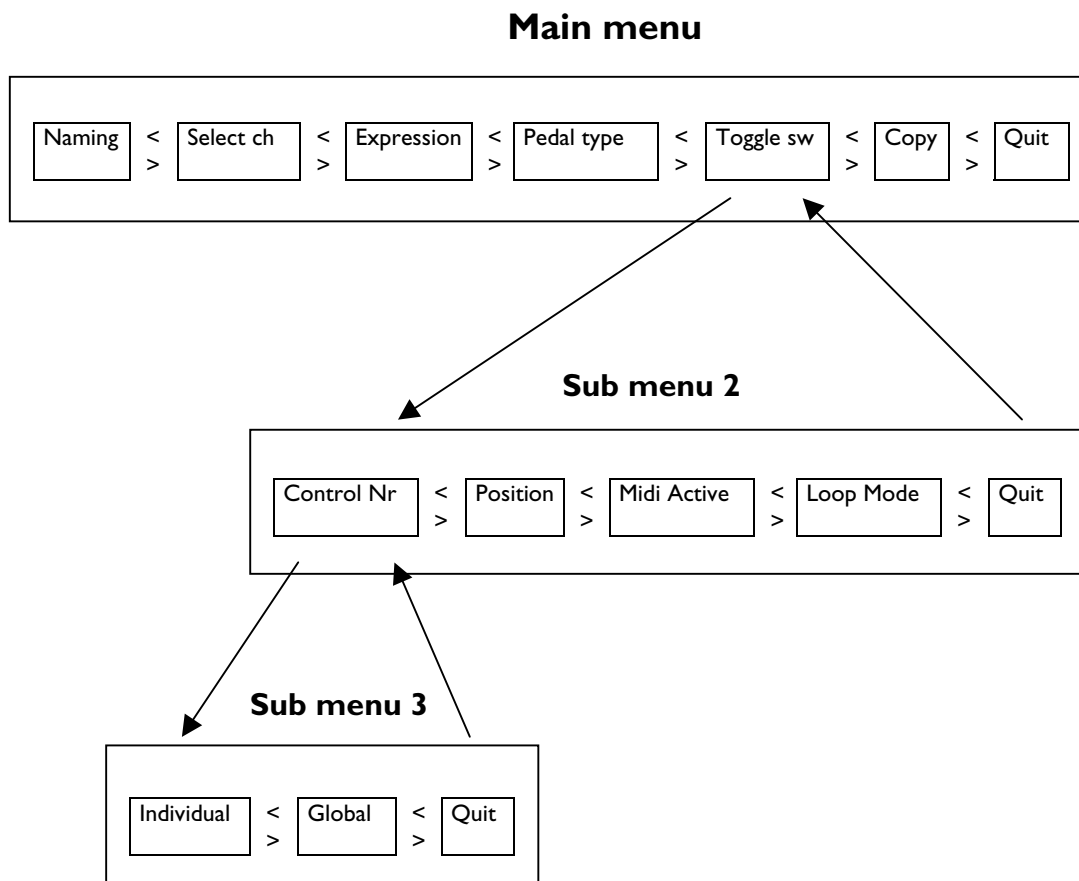 Main menu
Naming < Select ch < Expression < Pedal type < Toggle sw < Copy < Quit
> > > > > >
Sub menu 2
Control Nr < Position < Midi Active < Loop Mode < Quit
> > > >
Sub menu 3
Individual < Global < Quit
> >